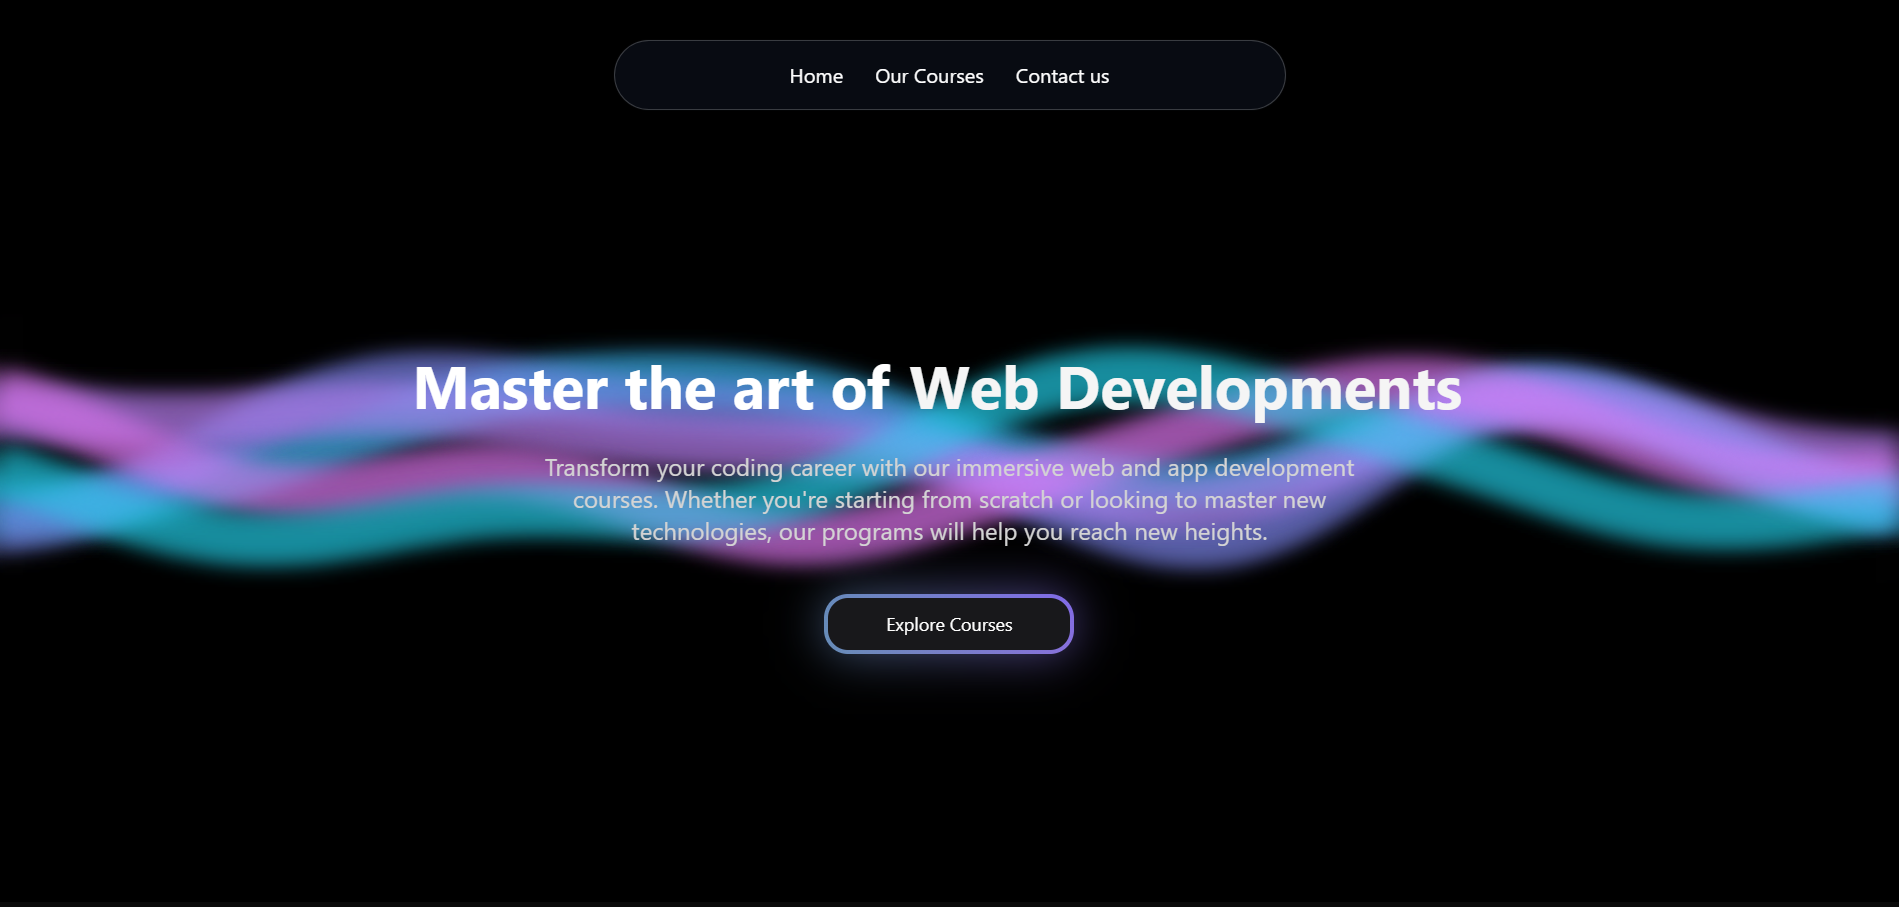 Home Our Courses Contact us
Master the art of Web Developments
Transform your coding career with our immersive web and app development
courses. Whether you're starting from scratch or looking to master new
technologies, our programs will help you reach new heights.
Explore Courses